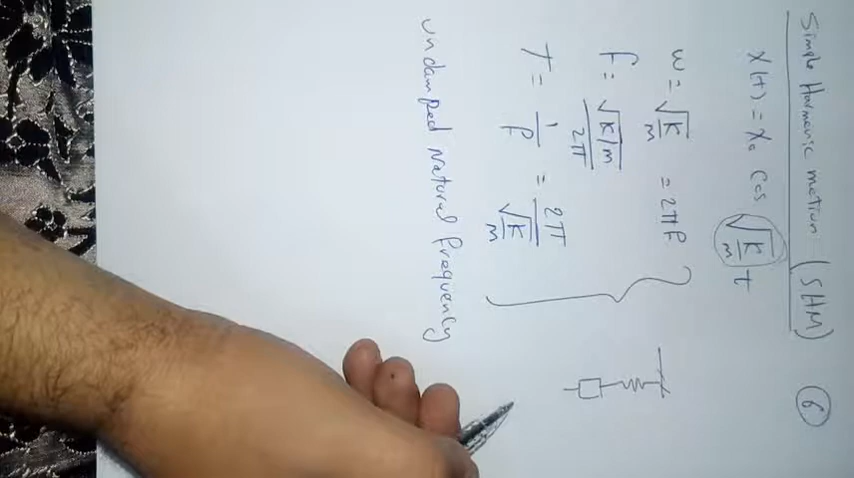 Simple Harmonic motion (SHM) 6
x(t) = x₀ cos √(K/m) t
ω = √(K/m) = 2πf
f = √(K/m) / 2π
T = 1/f = 2π / √(K/m)
undamped Natural frequency